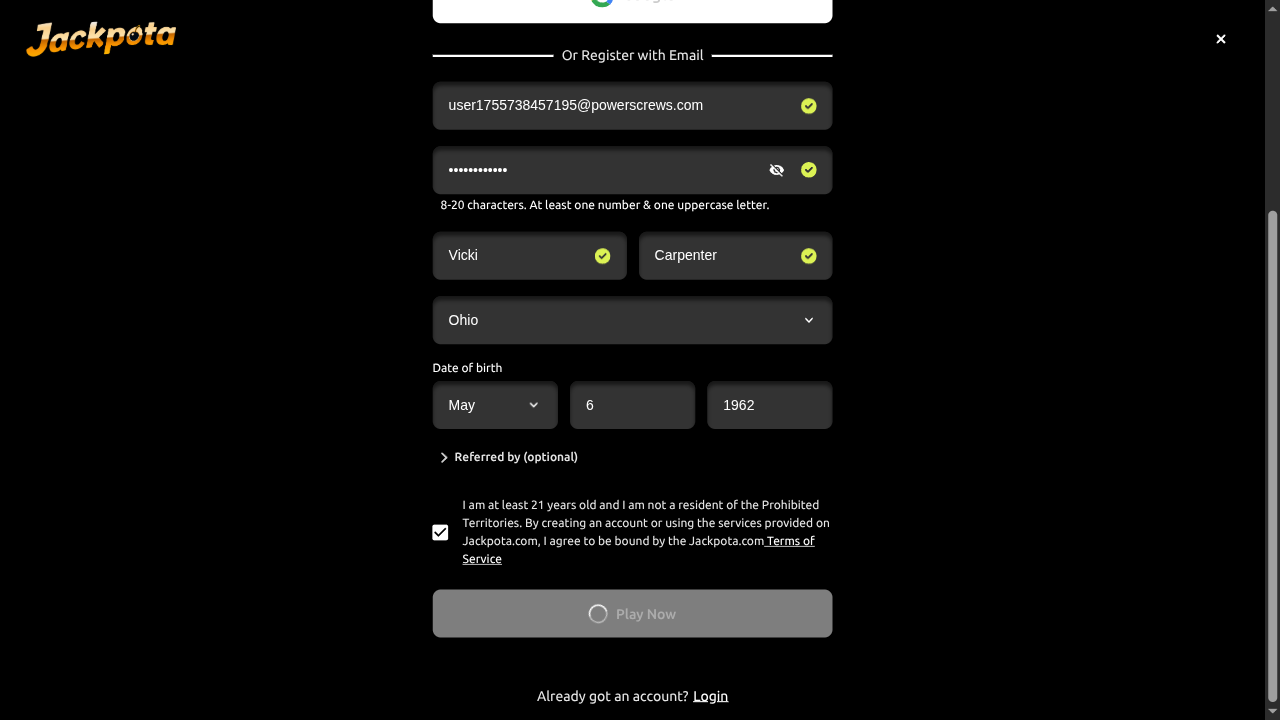 Jackpota
Or Register with Email
user1755738457195@powerscrews.com
••••••••••••
8-20 characters. At least one number & one uppercase letter.
Vicki
Carpenter
Ohio
Date of birth
May
6
1962
Referred by (optional)
I am at least 21 years old and I am not a resident of the Prohibited
Territories. By creating an account or using the services provided on
Jackpota.com, I agree to be bound by the Jackpota.com Terms of
Service
Play Now
Already got an account? Login